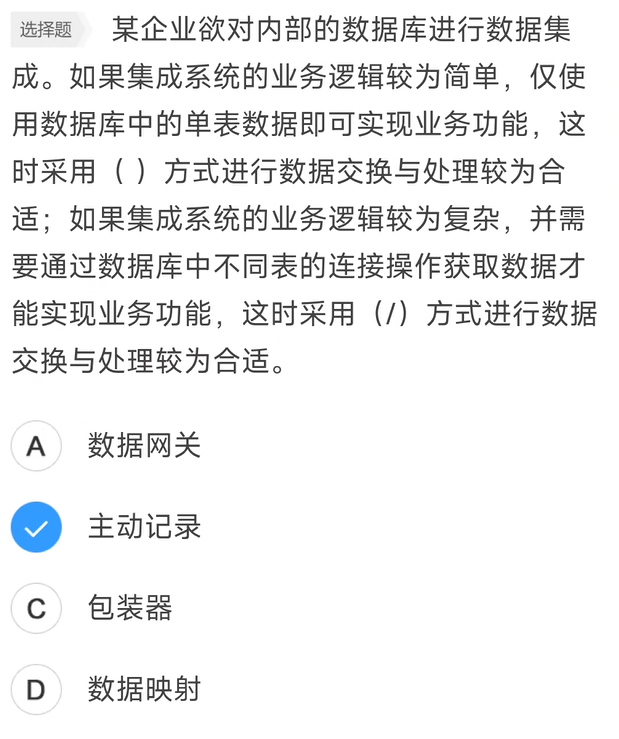 选择题 某企业欲对内部的数据库进行数据集
成。如果集成系统的业务逻辑较为简单，仅使
用数据库中的单表数据即可实现业务功能，这
时采用（ ）方式进行数据交换与处理较为合
适；如果集成系统的业务逻辑较为复杂，并需
要通过数据库中不同表的连接操作获取数据才
能实现业务功能，这时采用（/）方式进行数据
交换与处理较为合适。
A 数据网关
主动记录
C 包装器
D 数据映射